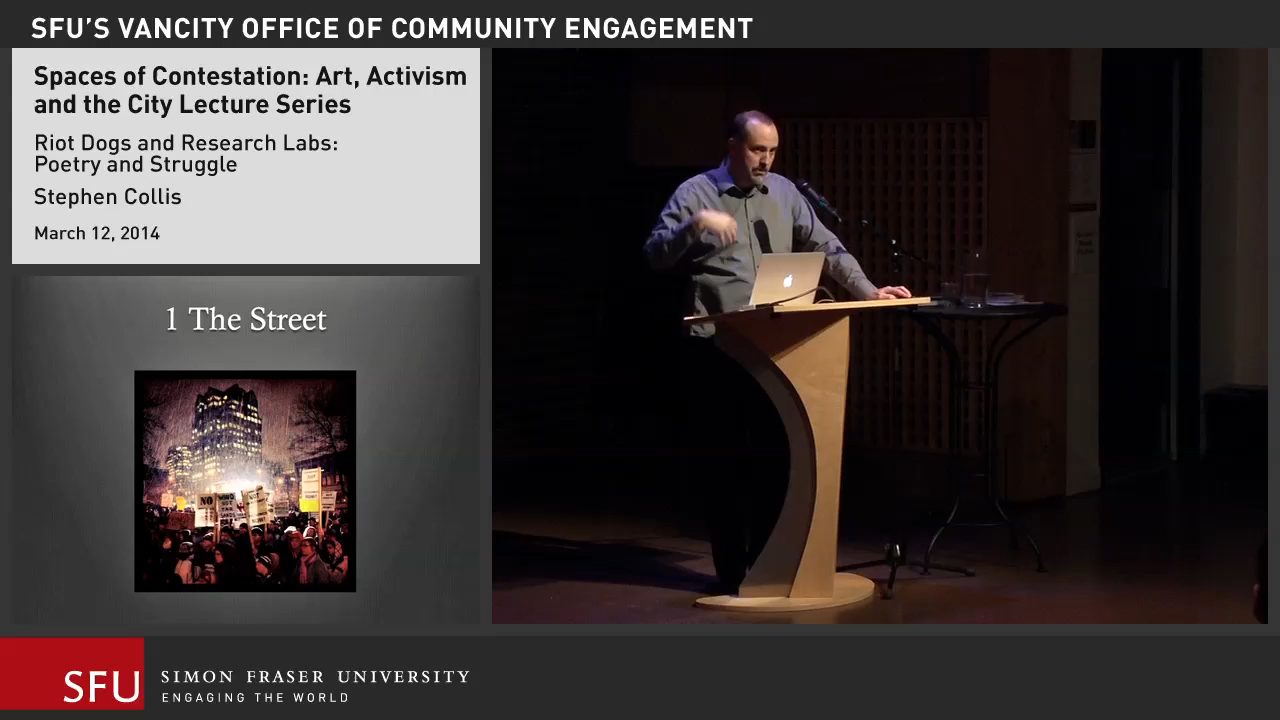 SFU'S VANCITY OFFICE OF COMMUNITY ENGAGEMENT
Spaces of Contestation: Art, Activism
and the City Lecture Series
Riot Dogs and Research Labs:
Poetry and Struggle
Stephen Collis
March 12, 2014
1 The Street
NO
SFU
SIMON FRASER UNIVERSITY
ENGAGING THE WORLD